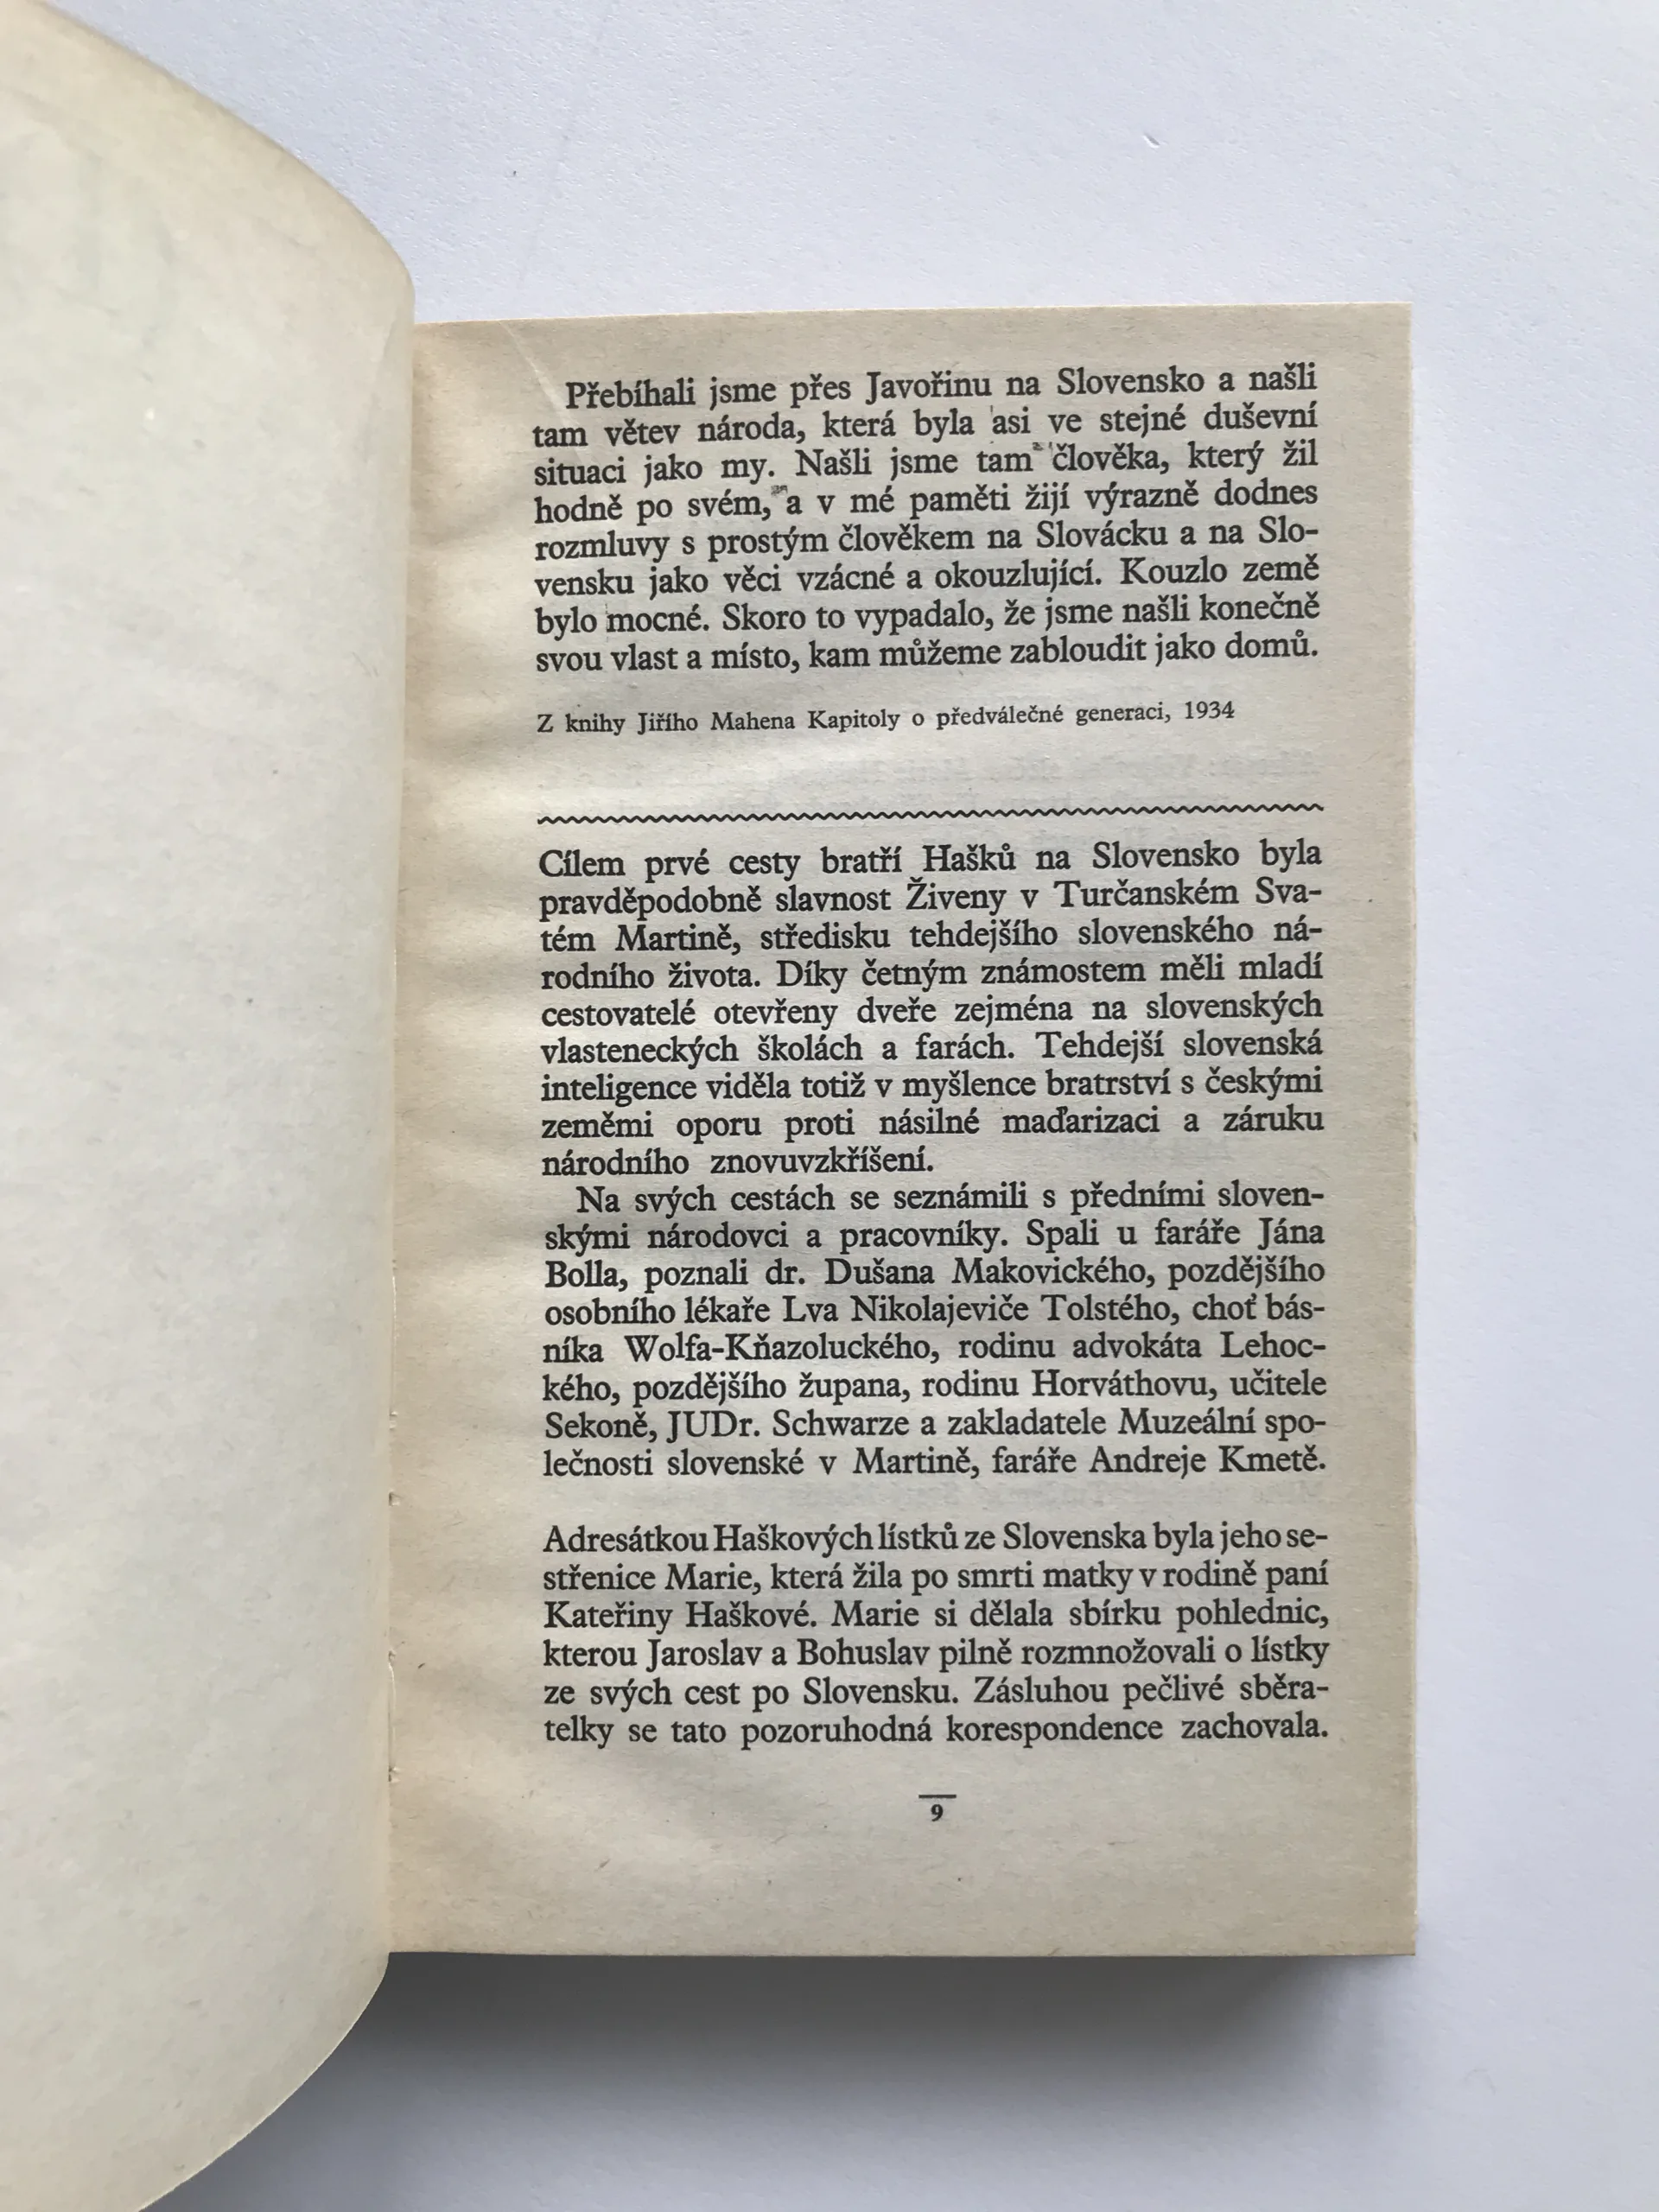 Přebíhali jsme přes Javořinu na Slovensko a našli
tam větev národa, která byla asi ve stejné duševní
situaci jako my. Našli jsme tam člověka, který žil
hodně po svém, a v mé paměti žijí výrazně dodnes
rozmluvy s prostým člověkem na Slovácku a na Slo-
vensku jako věci vzácné a okouzlující. Kouzlo země
bylo mocné. Skoro to vypadalo, že jsme našli konečně
svou vlast a místo, kam můžeme zabloudit jako domů.
Z knihy Jiřího Mahena Kapitoly o předválečné generaci, 1934
Cílem prvé cesty bratří Hašků na Slovensko byla
pravděpodobně slavnost Živeny v Turčanském Sva-
tém Martině, středisku tehdejšího slovenského ná-
rodního života. Díky četným známostem měli mladí
cestovatelé otevřeny dveře zejména na slovenských
vlasteneckých školách a farách. Tehdejší slovenská
inteligence viděla totiž v myšlence bratrství s českými
zeměmi oporu proti násilné maďarizaci a záruku
národního znovuvzkříšení.
Na svých cestách se seznámili s předními sloven-
skými národovci a pracovníky. Spali u faráře Jána
Bolla, poznali dr. Dušana Makovického, pozdějšího
osobního lékaře Lva Nikolajeviče Tolstého, choť bás-
níka Wolfa-Kňazoluckého, rodinu advokáta Lehoc-
kého, pozdějšího župana, rodinu Horváthovu, učitele
Sekoně, JUDr. Schwarze a zakladatele Muzeální spo-
lečnosti slovenské v Martině, faráře Andreje Kmetě.
Adresátkou Haškových lístků ze Slovenska byla jeho se-
střenice Marie, která žila po smrti matky v rodině paní
Kateřiny Haškové. Marie si dělala sbírku pohlednic,
kterou Jaroslav a Bohuslav pilně rozmnožovali o lístky
ze svých cest po Slovensku. Zásluhou pečlivé sběra-
telky se tato pozoruhodná korespondence zachovala.
9